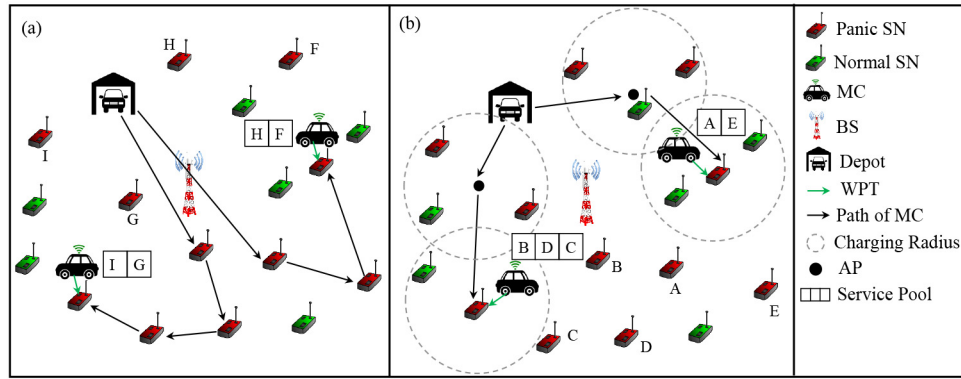 (a)
H
F
H F
I
G
I G
(b)
A E
B D C
B
A
E
C
D
Panic SN
Normal SN
MC
BS
Depot
WPT
Path of MC
Charging Radius
AP
Service Pool